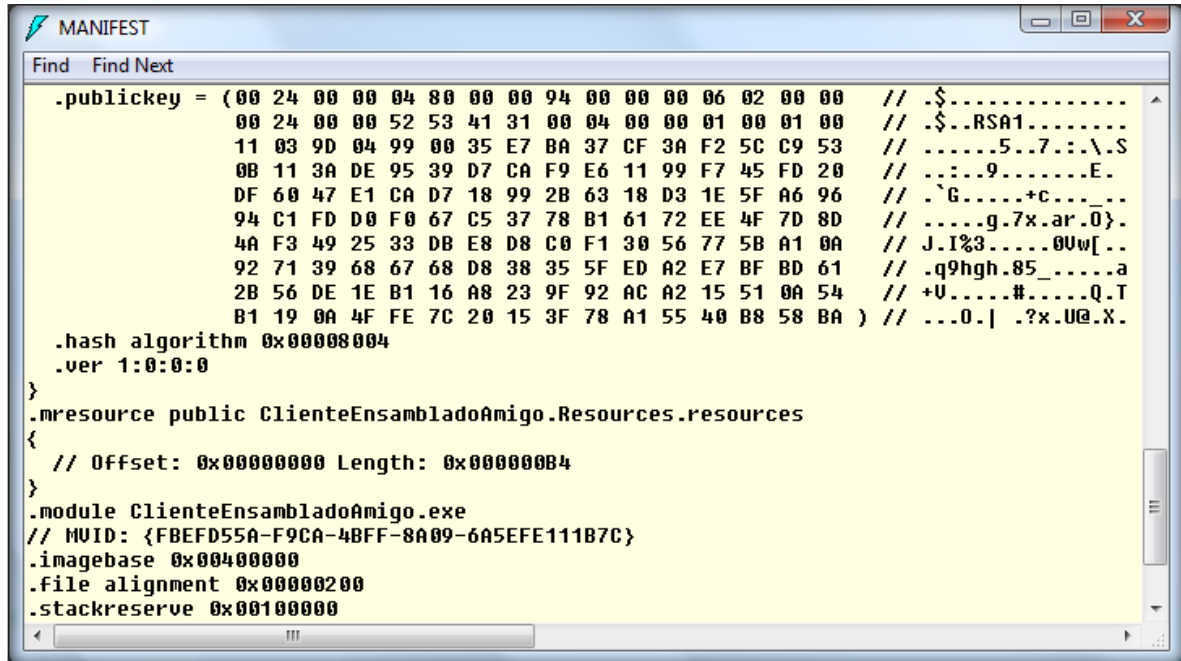 MANIFEST
Find Find Next
.publickey = (00 24 00 00 04 80 00 00 94 00 00 00 06 02 00 00 // .$..............
00 24 00 00 52 53 41 31 00 04 00 00 01 00 01 00 // .$..RSA1........
11 03 9D 04 99 00 35 E7 BA 37 CF 3A F2 5C C9 53 // ......5..7.:.\.S
0B 11 3A DE 95 39 D7 CA F9 E6 11 99 F7 45 FD 20 // ..:..9.......E.
DF 60 47 E1 CA D7 18 99 2B 63 18 D3 1E 5F A6 96 // .`G.....+c..._..
94 C1 FD D0 F0 67 C5 37 78 B1 61 72 EE 4F 7D 8D // .....g.7x.ar.O}.
4A F3 49 25 33 DB E8 D8 C0 F1 30 56 77 5B A1 0A // J.I%3.....0Vw[..
92 71 39 68 67 68 D8 38 35 5F ED A2 E7 BF BD 61 // .q9hgh.85_.....a
2B 56 DE 1E B1 16 A8 23 9F 92 AC A2 15 51 0A 54 // +V.....#.....Q.T
B1 19 0A 4F FE 7C 20 15 3F 78 A1 55 40 B8 58 BA ) // ...O.| .?x.U@.X.
.hash algorithm 0x00008004
.ver 1:0:0:0
}
.mresource public ClienteEnsambladoAmigo.Resources.resources
{
// Offset: 0x00000000 Length: 0x000000B4
}
.module ClienteEnsambladoAmigo.exe
// MVID: {FBEFD55A-F9CA-4BFF-8A09-6A5EFE111B7C}
.imagebase 0x00400000
.file alignment 0x00000200
.stackreserve 0x00100000